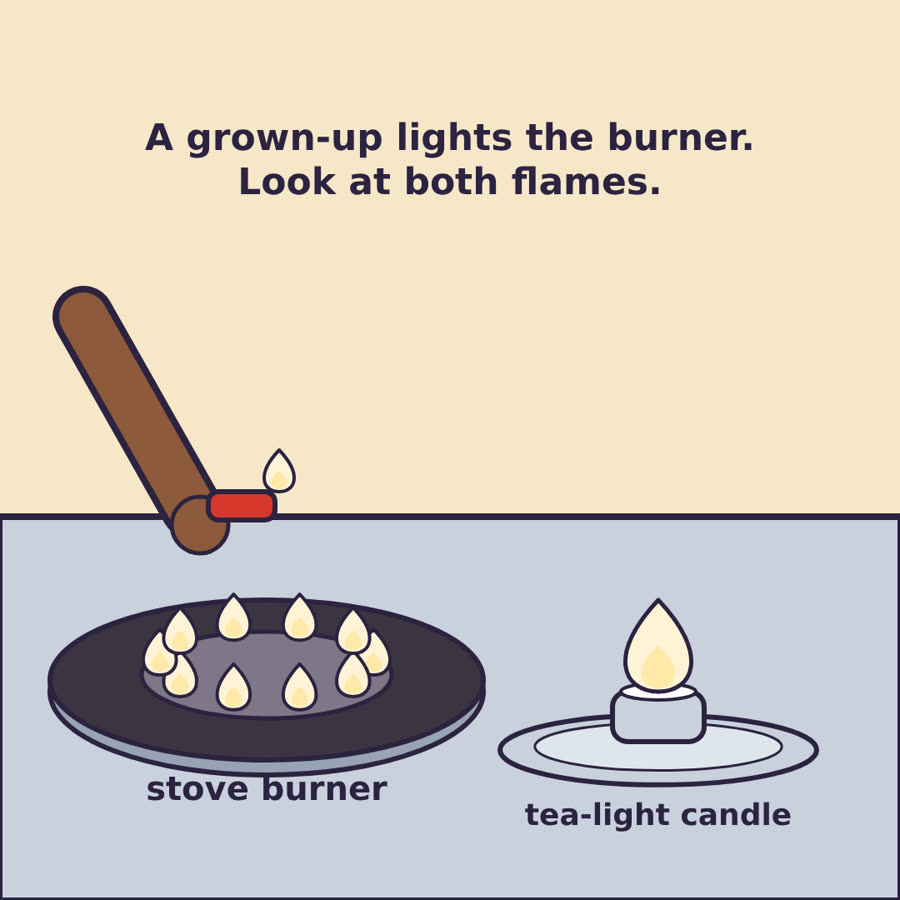 A grown-up lights the burner.
Look at both flames.
stove burner
tea-light candle